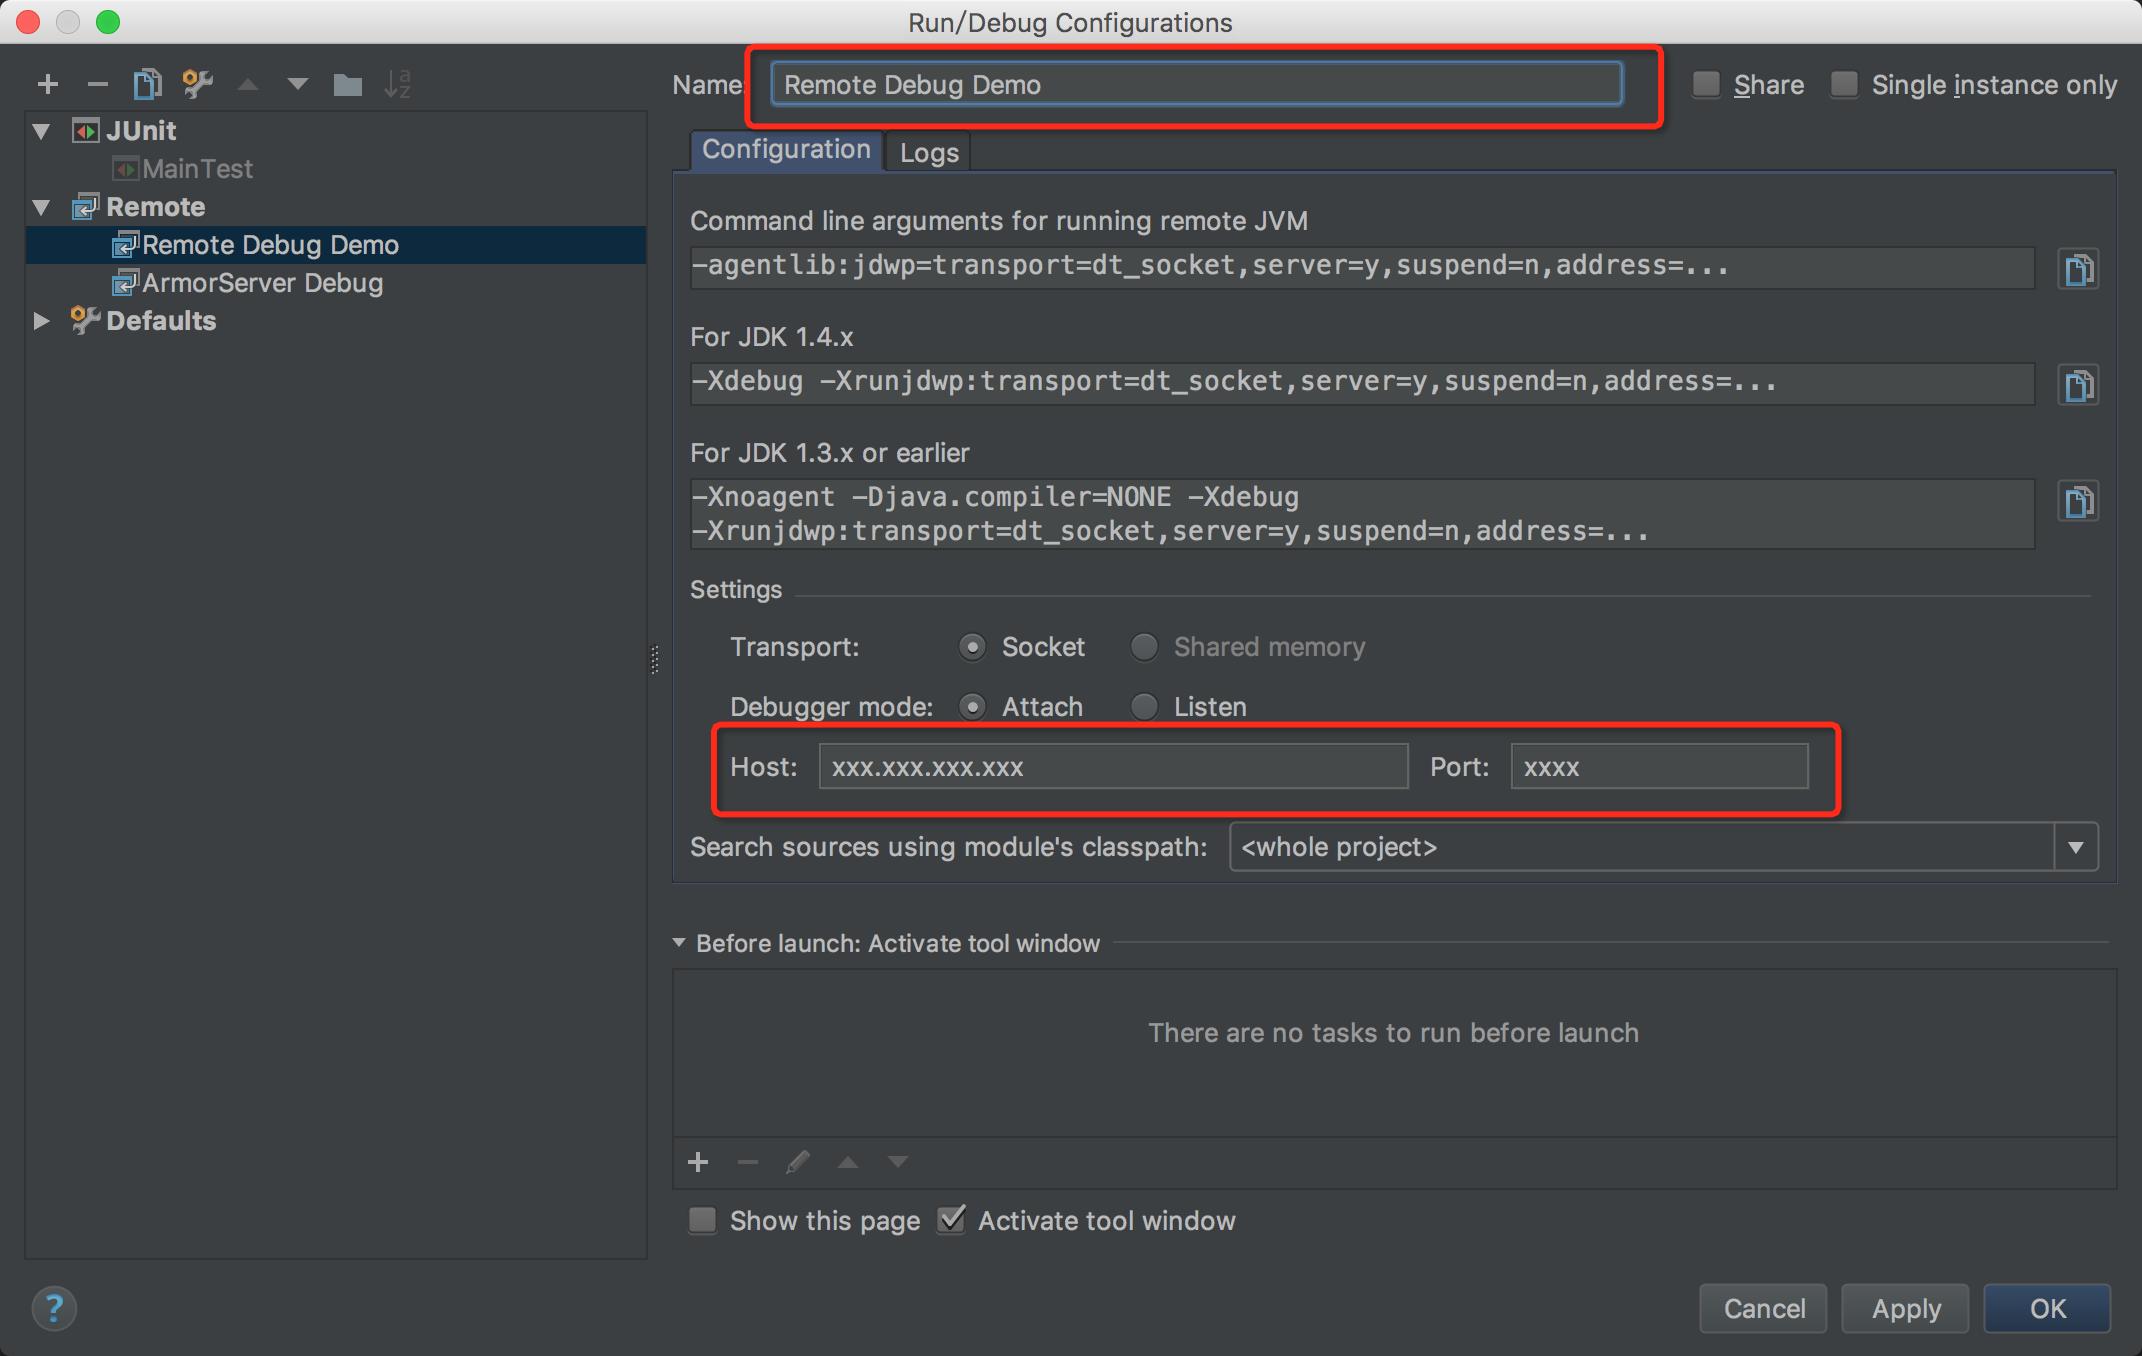 Run/Debug Configurations
Name: Remote Debug Demo Share Single instance only
JUnit
MainTest
Remote
Remote Debug Demo
ArmorServer Debug
Defaults
Configuration Logs
Command line arguments for running remote JVM
-agentlib:jdwp=transport=dt_socket,server=y,suspend=n,address=...
For JDK 1.4.x
-Xdebug -Xrunjdwp:transport=dt_socket,server=y,suspend=n,address=...
For JDK 1.3.x or earlier
-Xnoagent -Djava.compiler=NONE -Xdebug
-Xrunjdwp:transport=dt_socket,server=y,suspend=n,address=...
Settings
Transport: Socket Shared memory
Debugger mode: Attach Listen
Host: xxx.xxx.xxx.xxx Port: xxxx
Search sources using module's classpath: <whole project>
Before launch: Activate tool window
There are no tasks to run before launch
Show this page Activate tool window
? Cancel Apply OK